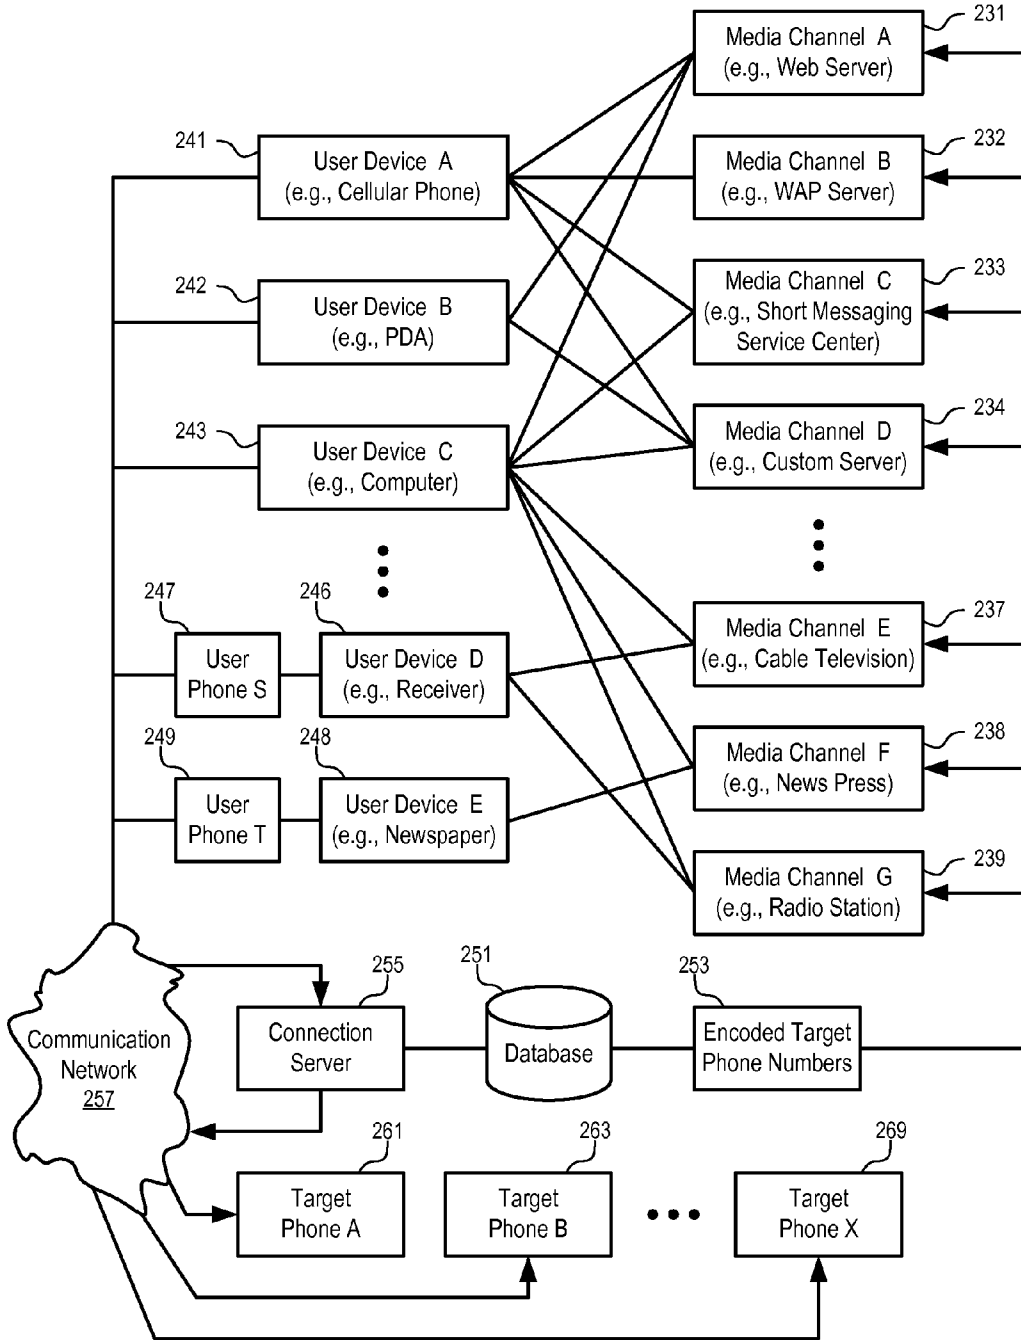 231
Media Channel A
(e.g., Web Server)
241
User Device A
(e.g., Cellular Phone)
232
Media Channel B
(e.g., WAP Server)
242
User Device B
(e.g., PDA)
233
Media Channel C
(e.g., Short Messaging
Service Center)
243
User Device C
(e.g., Computer)
234
Media Channel D
(e.g., Custom Server)
247
User
Phone S
246
User Device D
(e.g., Receiver)
237
Media Channel E
(e.g., Cable Television)
249
User
Phone T
248
User Device E
(e.g., Newspaper)
238
Media Channel F
(e.g., News Press)
239
Media Channel G
(e.g., Radio Station)
Communication
Network
257
255
Connection
Server
251
Database
253
Encoded Target
Phone Numbers
261
Target
Phone A
263
Target
Phone B
269
Target
Phone X